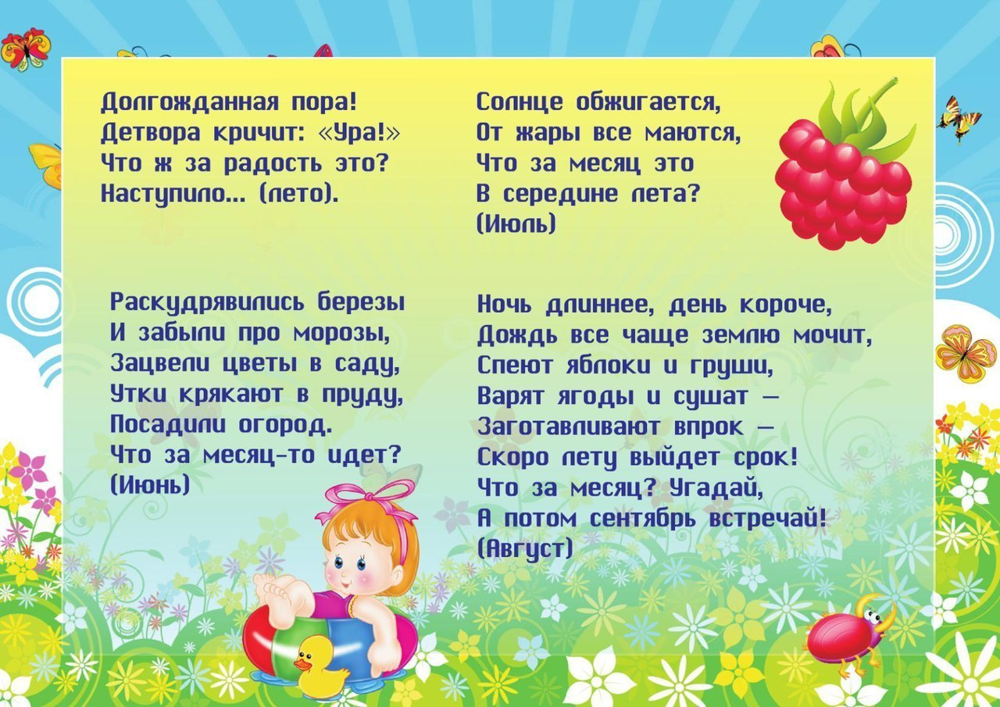 Долгожданная пора!
Детвора кричит: «Ура!»
Что ж за радость это?
Наступило... (лето).
Раскудрявились березы
И забыли про морозы,
Зацвели цветы в саду,
Утки крякают в пруду,
Посадили огород.
Что за месяц-то идет?
(Июнь)
Солнце обжигается,
От жары все маются,
Что за месяц это
В середине лета?
(Июль)
Ночь длиннее, день короче,
Дождь все чаще землю мочит,
Спеют яблоки и груши,
Варят ягоды и сушат –
Заготавливают впрок –
Скоро лету выйдет срок!
Что за месяц? Угадай,
А потом сентябрь встречай!
(Август)